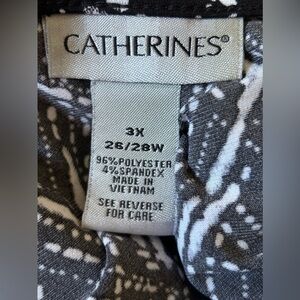 CATHERINES®
3X
26/28W
96%POLYESTER
4%SPANDEX
MADE IN
VIETNAM
SEE REVERSE
FOR CARE